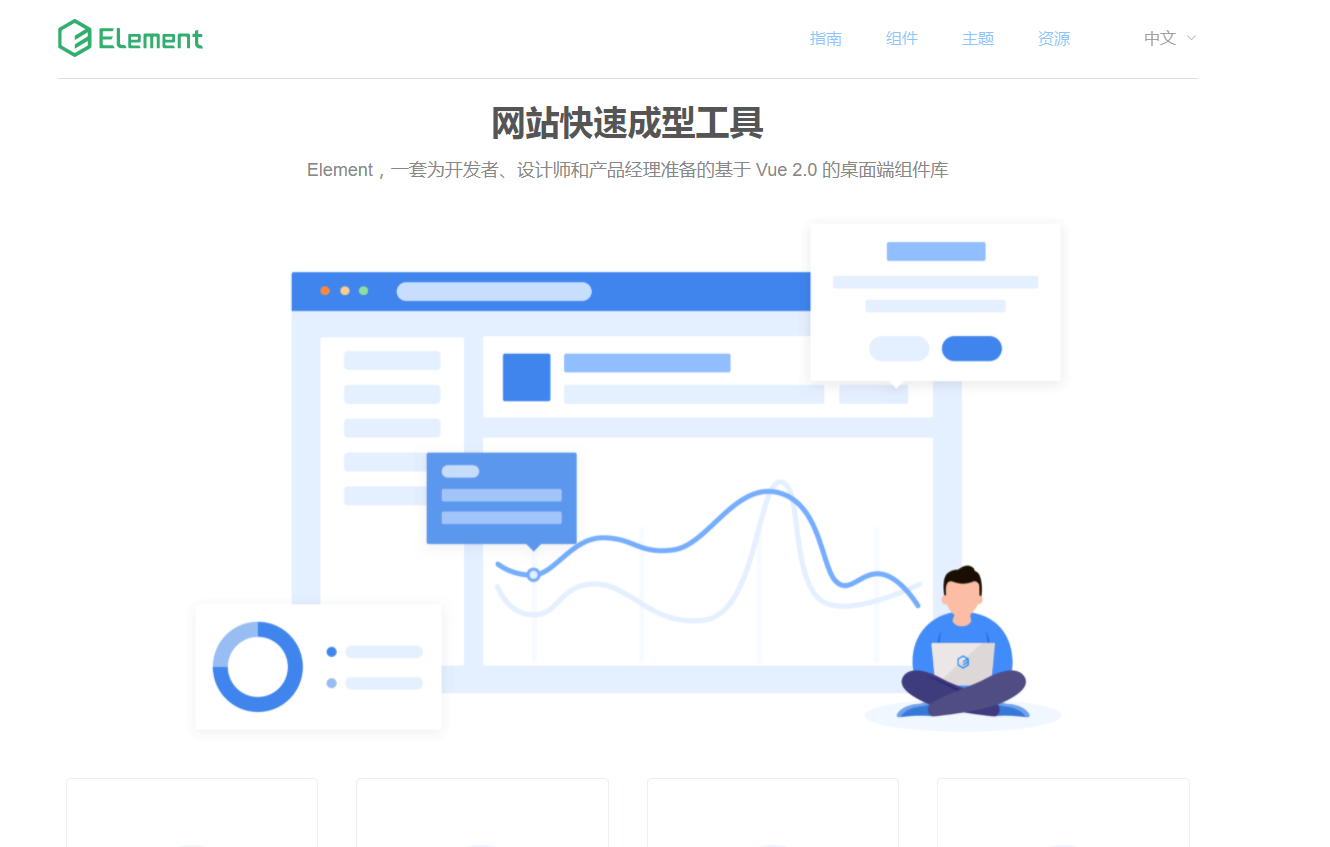 Element
指南
组件
主题
资源
中文
网站快速成型工具
Element，一套为开发者、设计师和产品经理准备的基于 Vue 2.0 的桌面端组件库